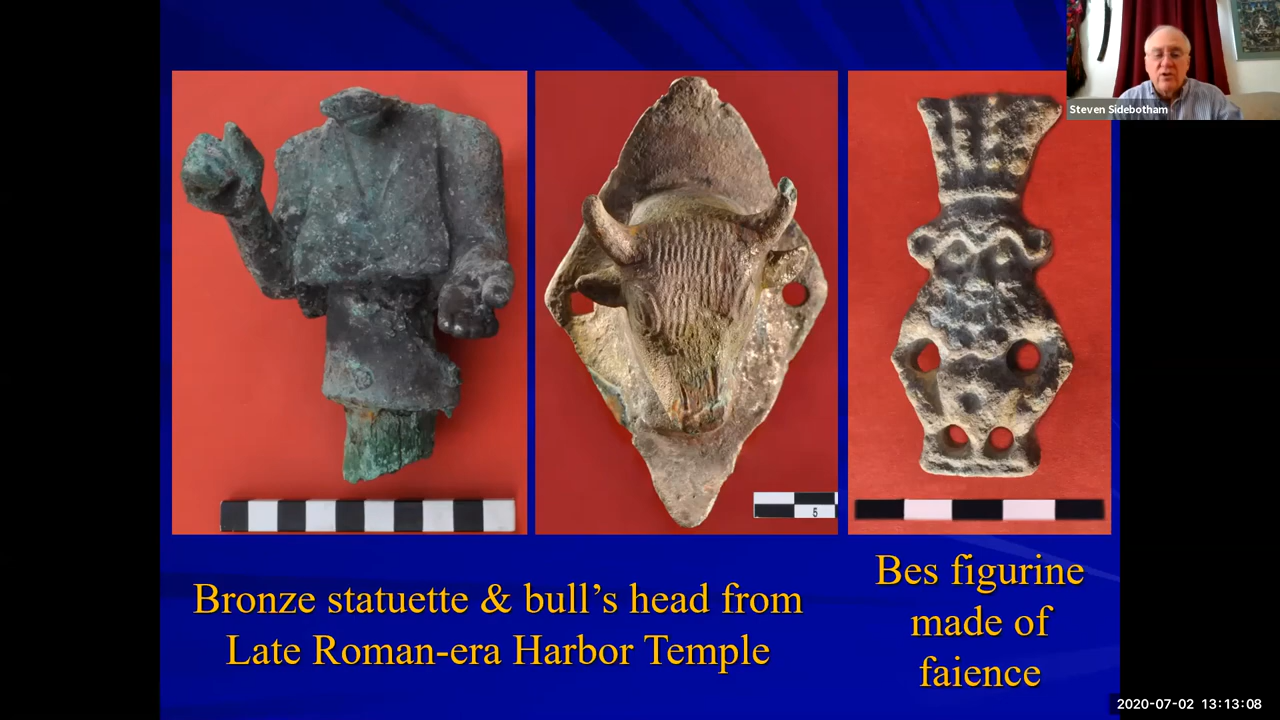 Steven Sidebotham
5
Bronze statuette & bull’s head from
Late Roman-era Harbor Temple
Bes figurine
made of
faience
2020-07-02 13:13:08